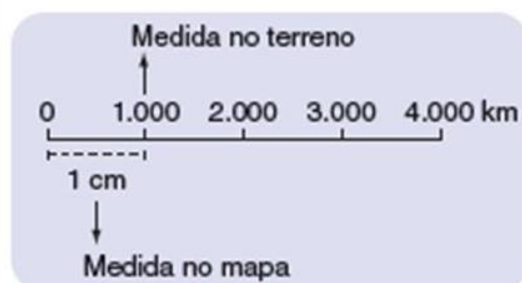 Medida no terreno
0 1.000 2.000 3.000 4.000 km
1 cm
Medida no mapa